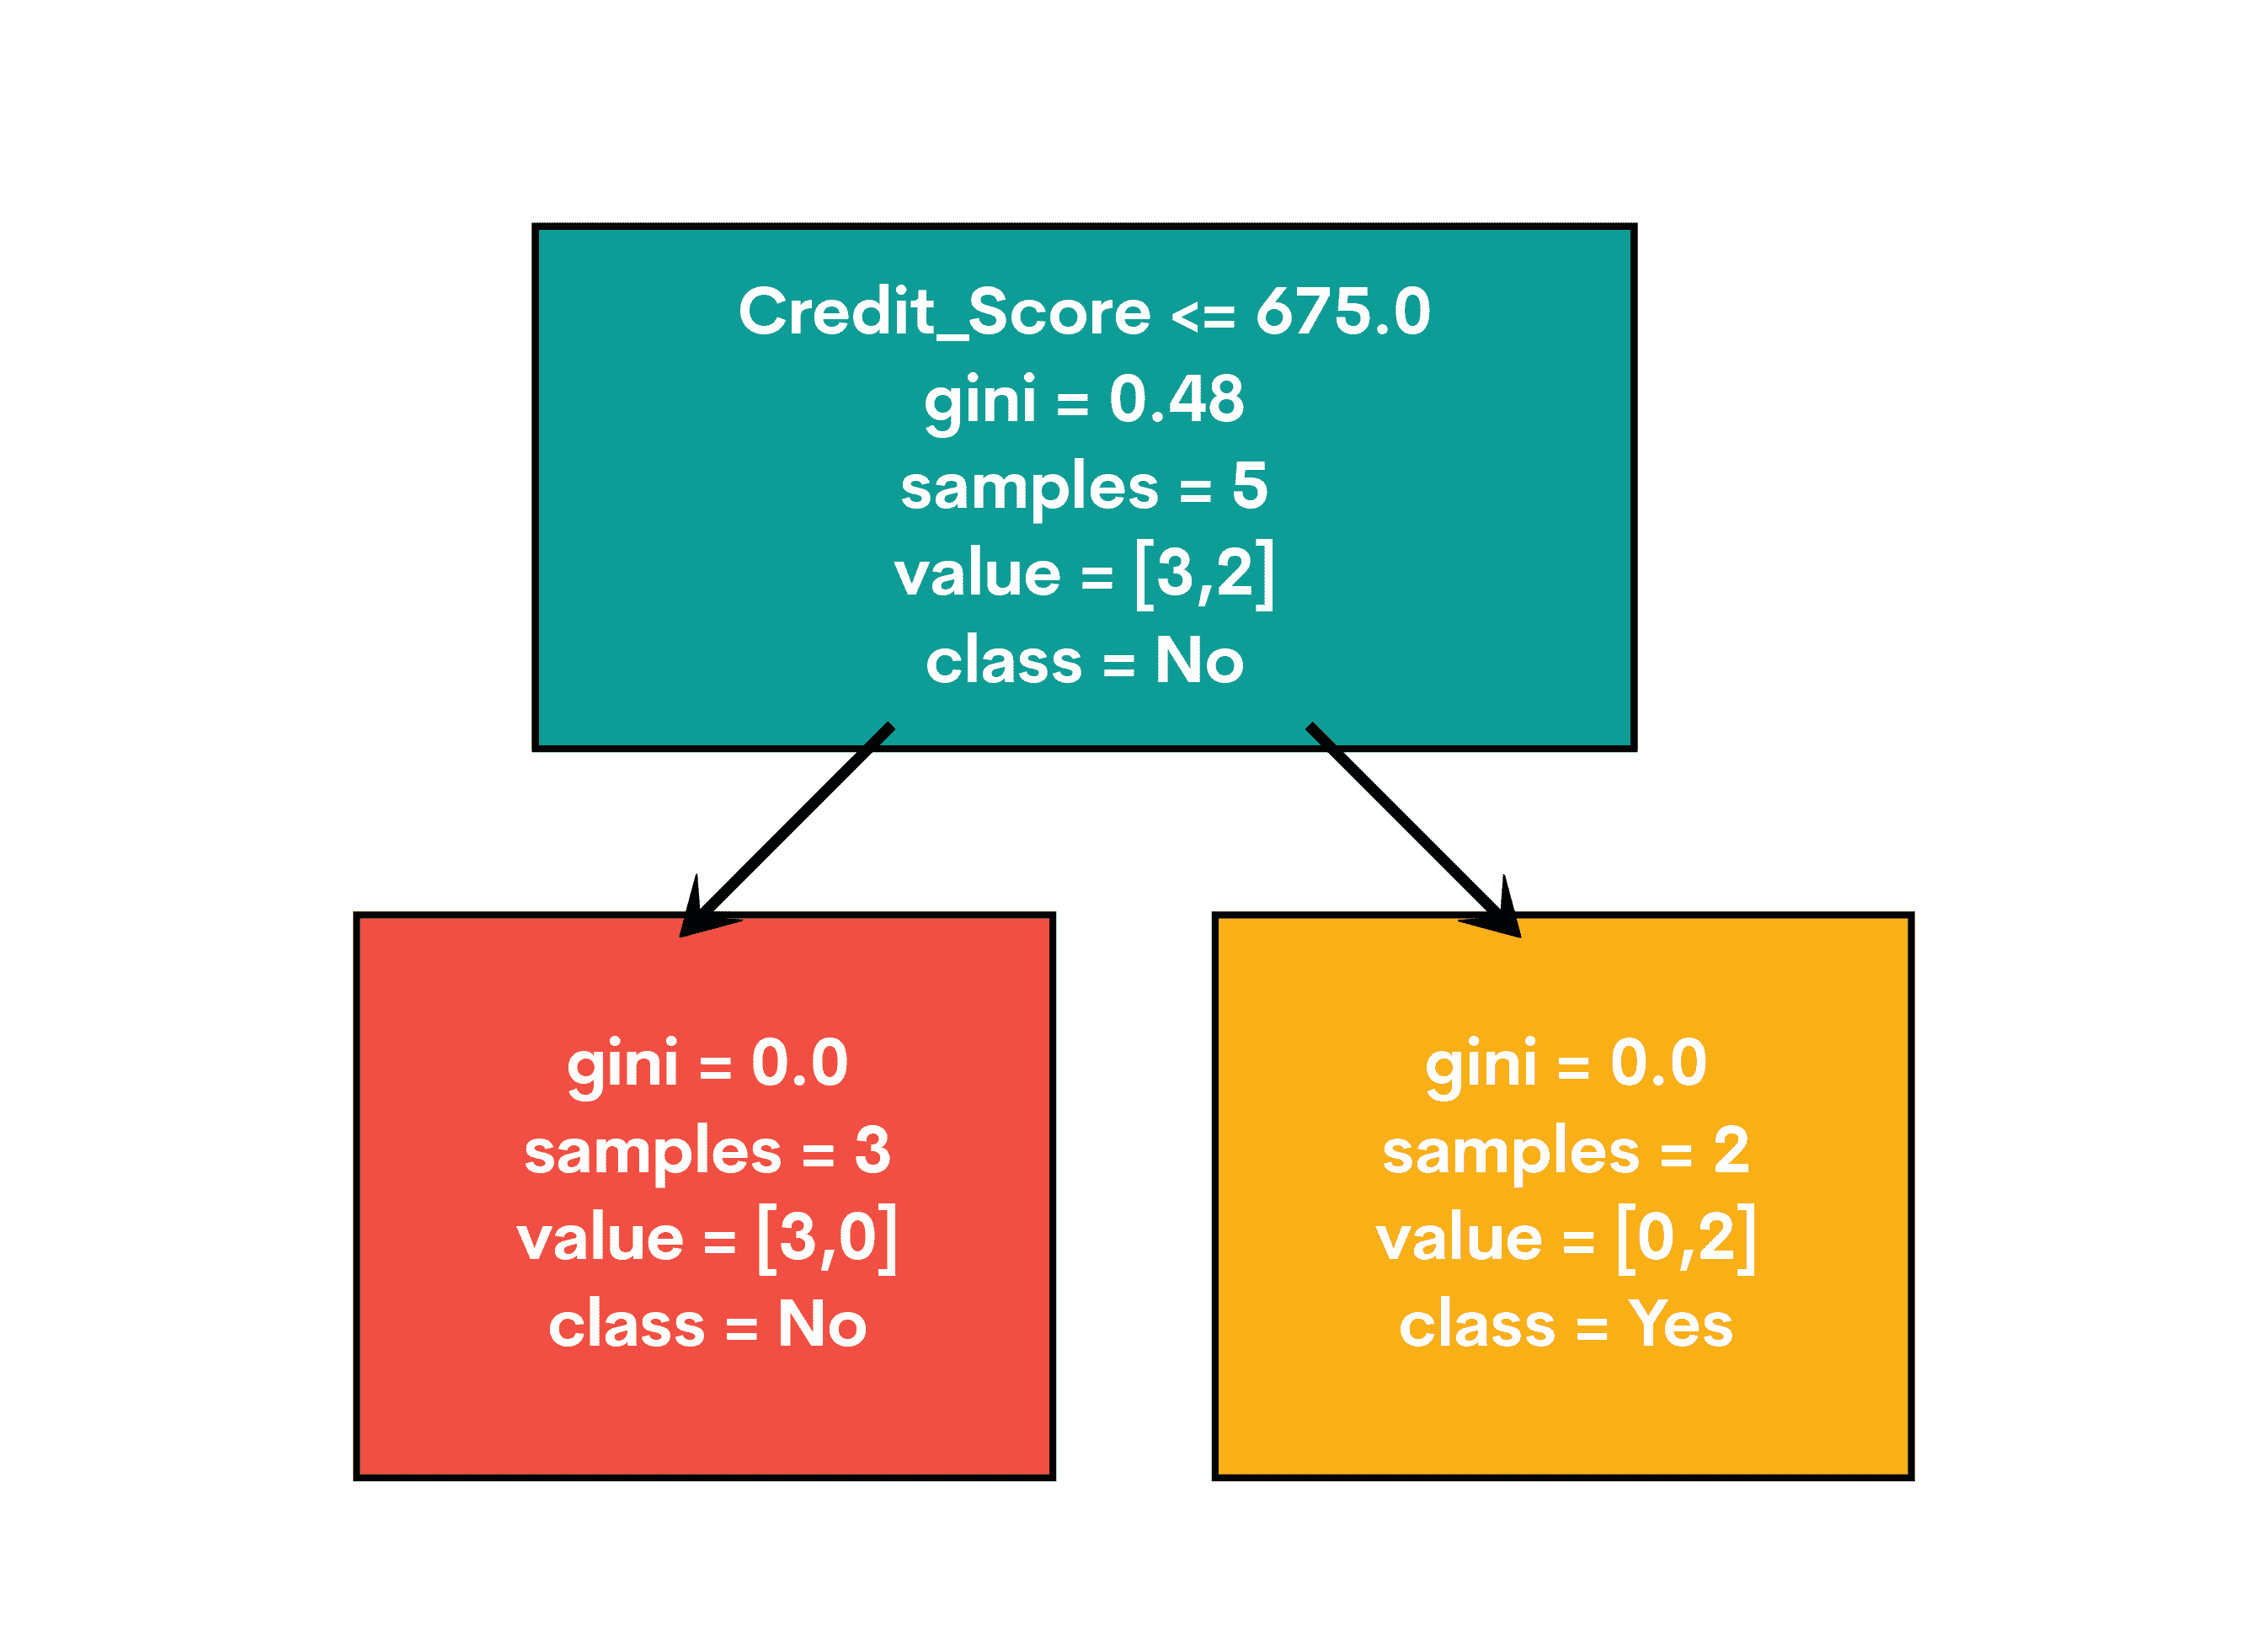 Credit_Score <= 675.0
gini = 0.48
samples = 5
value = [3,2]
class = No
gini = 0.0
samples = 3
value = [3,0]
class = No
gini = 0.0
samples = 2
value = [0,2]
class = Yes